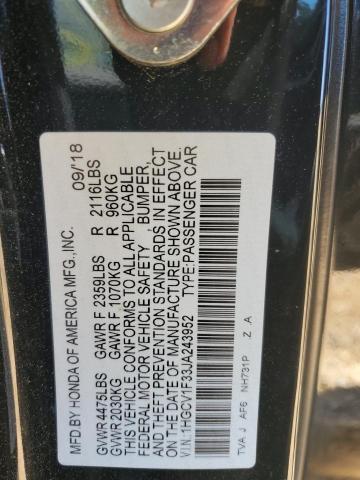 MFD BY HONDA OF AMERICA MFG.,INC. 09/18
GVWR 4475LBS GAWR F 2359LBS R 2116LBS
GVWR 2030KG GAWR F 1070KG R 960KG
THIS VEHICLE CONFORMS TO ALL APPLICABLE
FEDERAL MOTOR VEHICLE SAFETY , BUMPER,
AND THEFT PREVENTION STANDARDS IN EFFECT
ON THE DATE OF MANUFACTURE SHOWN ABOVE.
V.I.N.:1HGCV1F33JA243952 TYPE:PASSENGER CAR
TVA J AF6 NH731P Z A